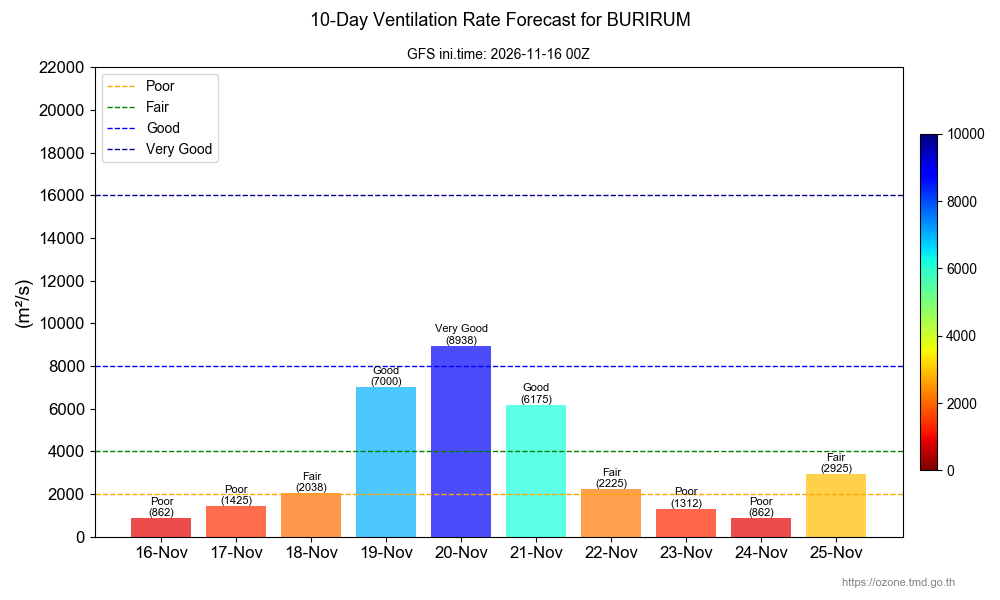 10-Day Ventilation Rate Forecast for BURIRUM
GFS ini.time: 2026-11-16 00Z
22000
20000
18000
16000
14000
12000
10000
8000
6000
4000
2000
0
(m²/s)
Poor
Fair
Good
Very Good
Poor
(862)
Poor
(1425)
Fair
(2038)
Good
(7000)
Very Good
(8938)
Good
(6175)
Fair
(2225)
Poor
(1312)
Poor
(862)
Fair
(2925)
16-Nov 17-Nov 18-Nov 19-Nov 20-Nov 21-Nov 22-Nov 23-Nov 24-Nov 25-Nov
10000
8000
6000
4000
2000
0
https://ozone.tmd.go.th